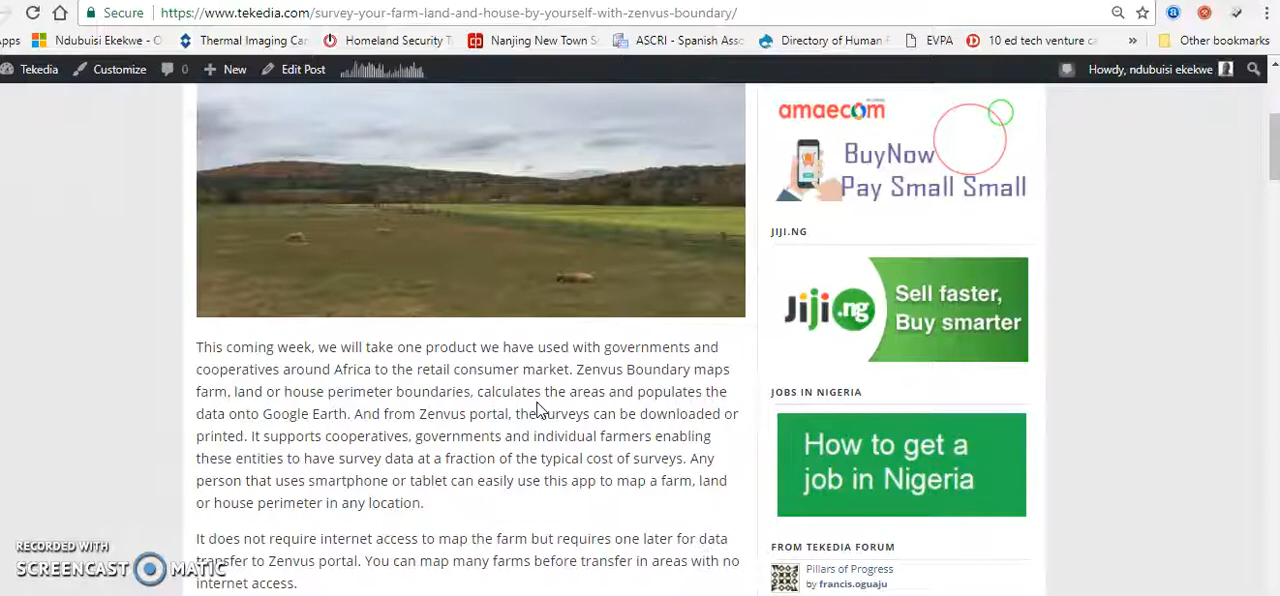 Secure https://www.tekedia.com/survey-your-farm-land-and-house-by-yourself-with-zenvus-boundary/
Apps Ndubuisi Ekekwe - C Thermal Imaging Car Homeland Security T Nanjing New Town S ASCRI - Spanish Asso Directory of Human EVPA 10 ed tech venture ca » Other bookmarks
Tekedia Customize 0 New Edit Post Howdy, ndubuisi ekekwe
amaecom
BuyNow
Pay Small Small
JIJI.NG
Jiji .ng Sell faster,
Buy smarter
This coming week, we will take one product we have used with governments and
cooperatives around Africa to the retail consumer market. Zenvus Boundary maps
farm, land or house perimeter boundaries, calculates the areas and populates the
data onto Google Earth. And from Zenvus portal, the surveys can be downloaded or
printed. It supports cooperatives, governments and individual farmers enabling
these entities to have survey data at a fraction of the typical cost of surveys. Any
person that uses smartphone or tablet can easily use this app to map a farm, land
or house perimeter in any location.
It does not require internet access to map the farm but requires one later for data
transfer to Zenvus portal. You can map many farms before transfer in areas with no
internet access.
JOBS IN NIGERIA
How to get a
job in Nigeria
FROM TEKEDIA FORUM
Pillars of Progress
by francis.oguaju
RECORDED WITH
SCREENCAST MATIC